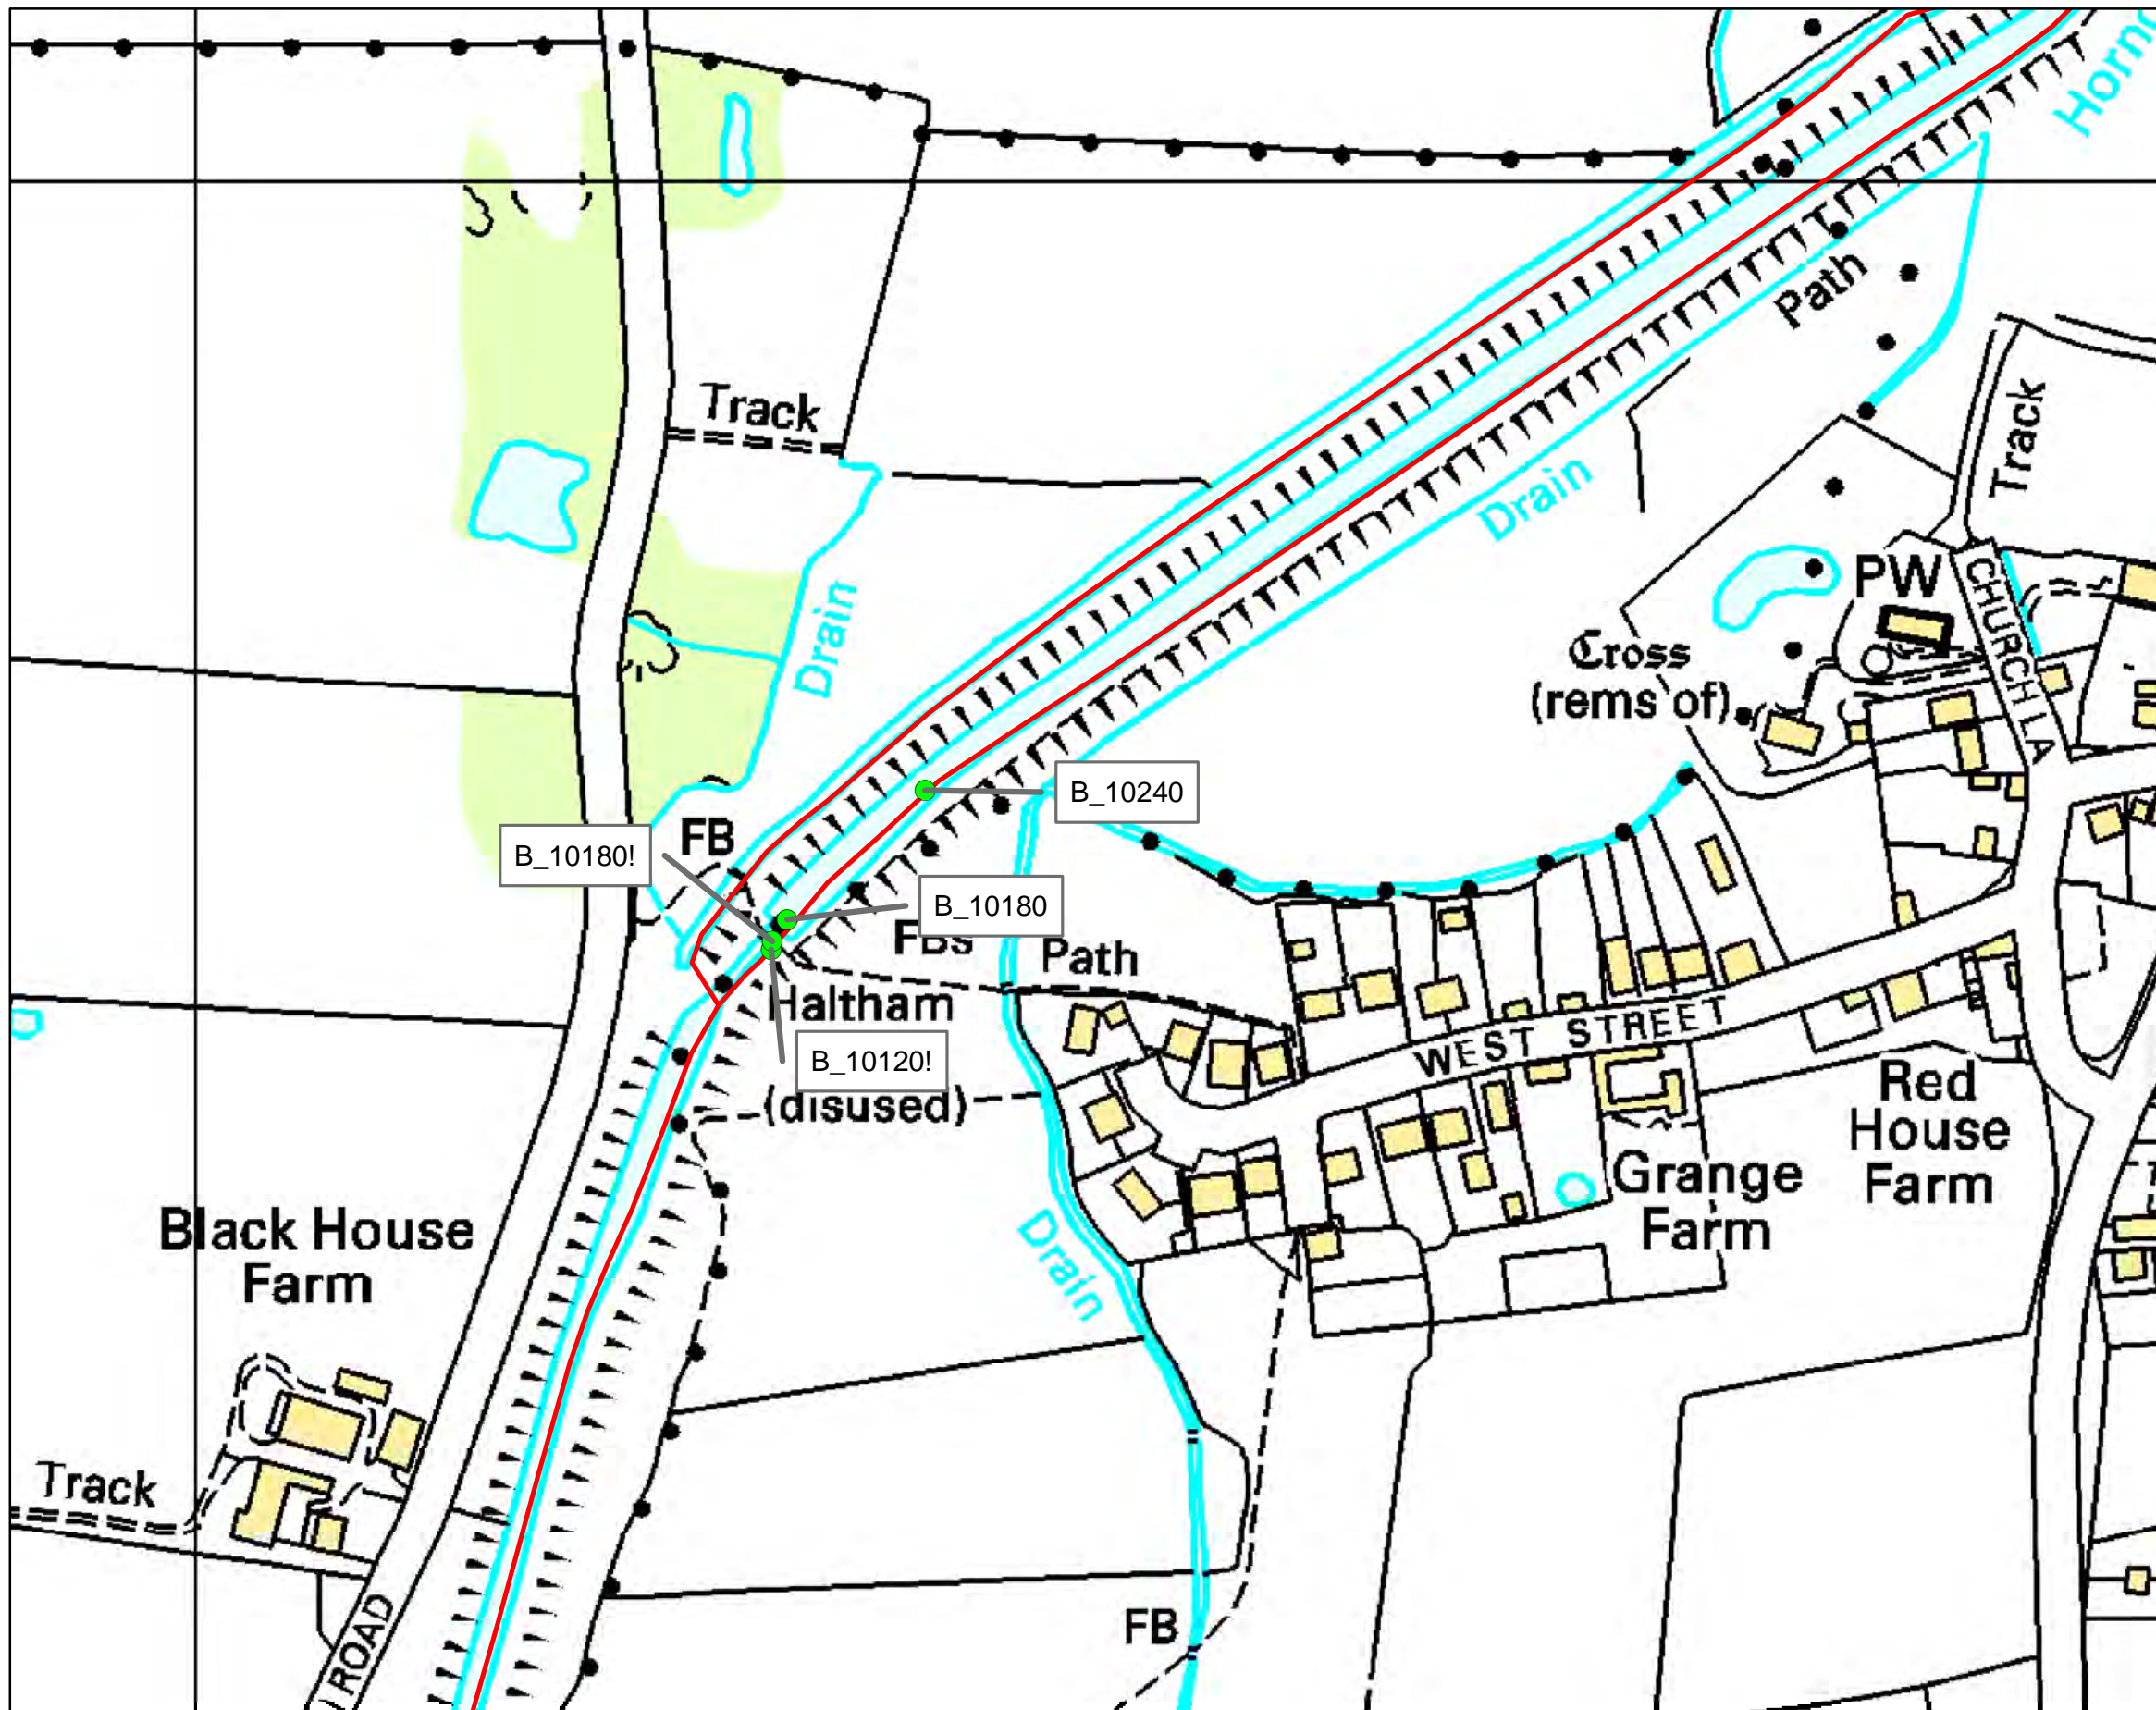 Track
Path
Track
Drain
PW
CHURCH LA
Drain
Cross
(rems of)
B_10240
FB
B_10180!
B_10180
FBs
Path
Haltham
B_10120!
WEST STREET
(disused)
Red
House
Farm
Grange
Farm
Black House
Farm
Drain
Track
ROAD
FB